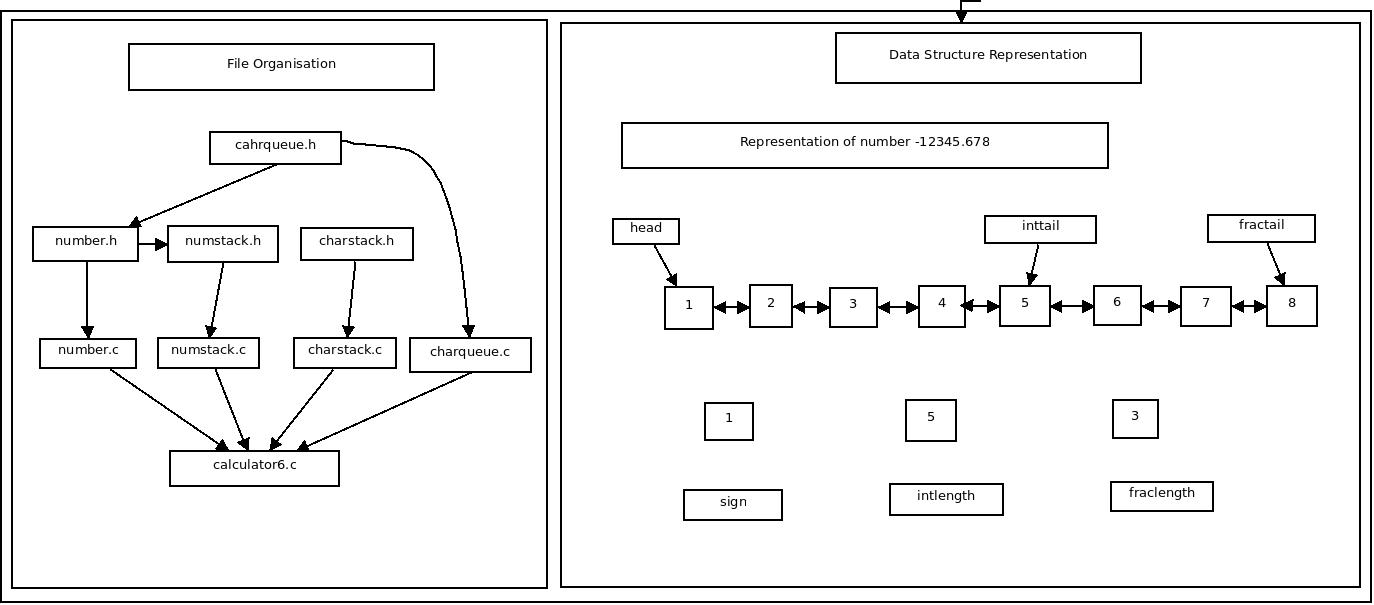 File Organisation
cahrqueue.h
number.h
numstack.h
charstack.h
number.c
numstack.c
charstack.c
charqueue.c
calculator6.c
Data Structure Representation
Representation of number -12345.678
head
inttail
fractail
1
2
3
4
5
6
7
8
1
5
3
sign
intlength
fraclength